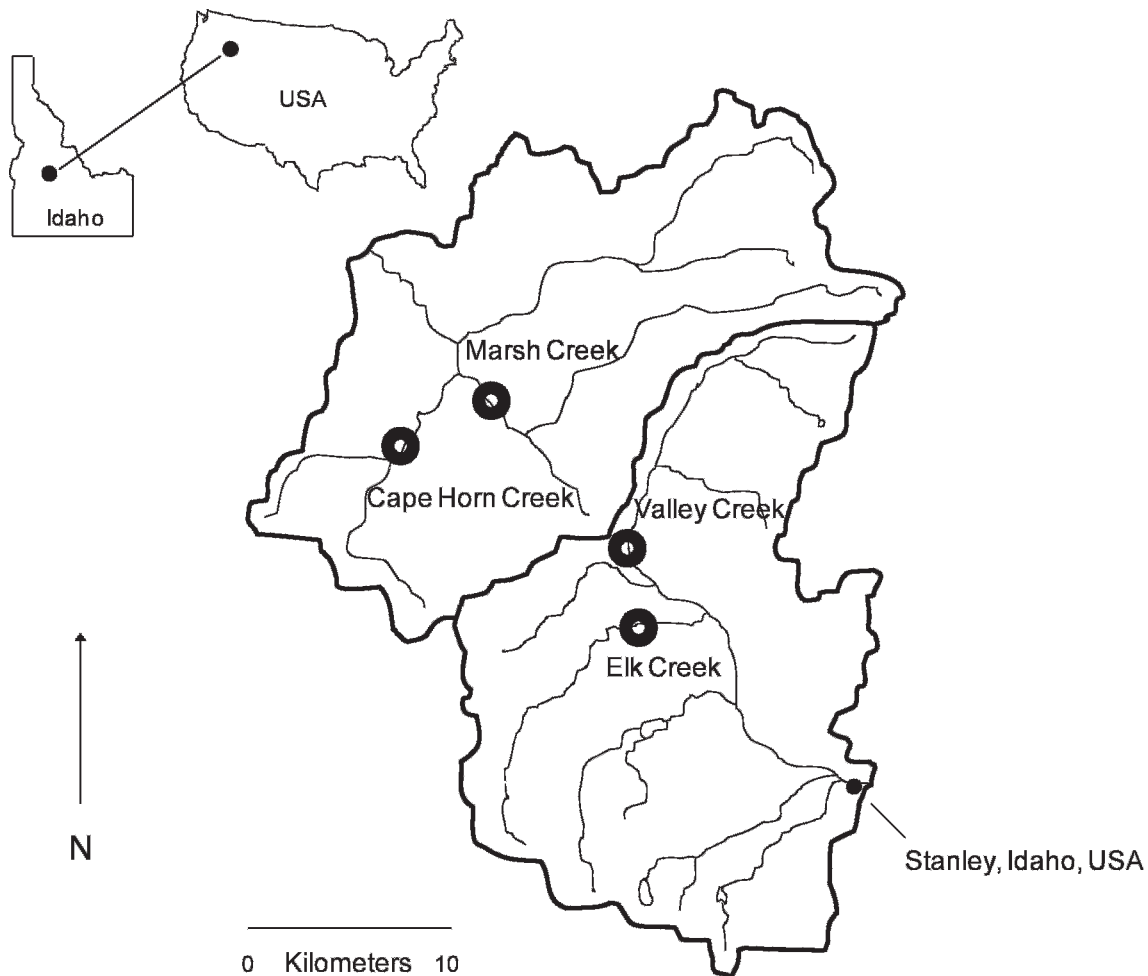 USA
Idaho
Marsh Creek
Cape Horn Creek
Valley Creek
Elk Creek
N
Stanley, Idaho, USA
0 Kilometers 10